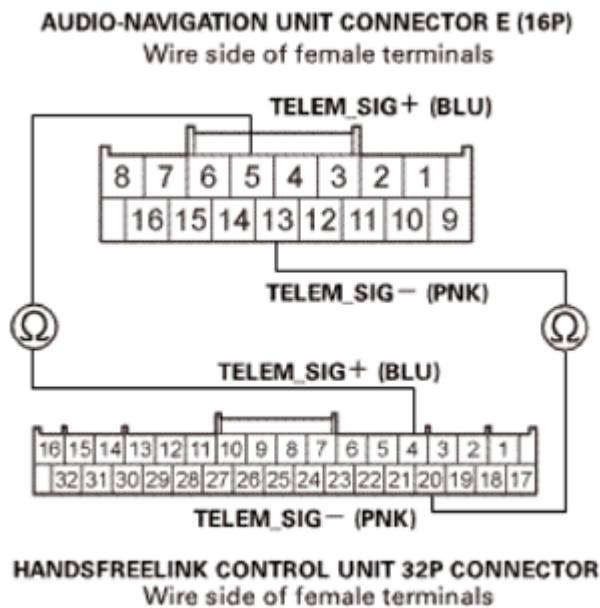 AUDIO-NAVIGATION UNIT CONNECTOR E (16P)
Wire side of female terminals
TELEM_SIG+ (BLU)
8 7 6 5 4 3 2 1
16 15 14 13 12 11 10 9
TELEM_SIG− (PNK)
Ω Ω
TELEM_SIG+ (BLU)
16 15 14 13 12 11 10 9 8 7 6 5 4 3 2 1
32 31 30 29 28 27 26 25 24 23 22 21 20 19 18 17
TELEM_SIG− (PNK)
HANDSFREELINK CONTROL UNIT 32P CONNECTOR
Wire side of female terminals